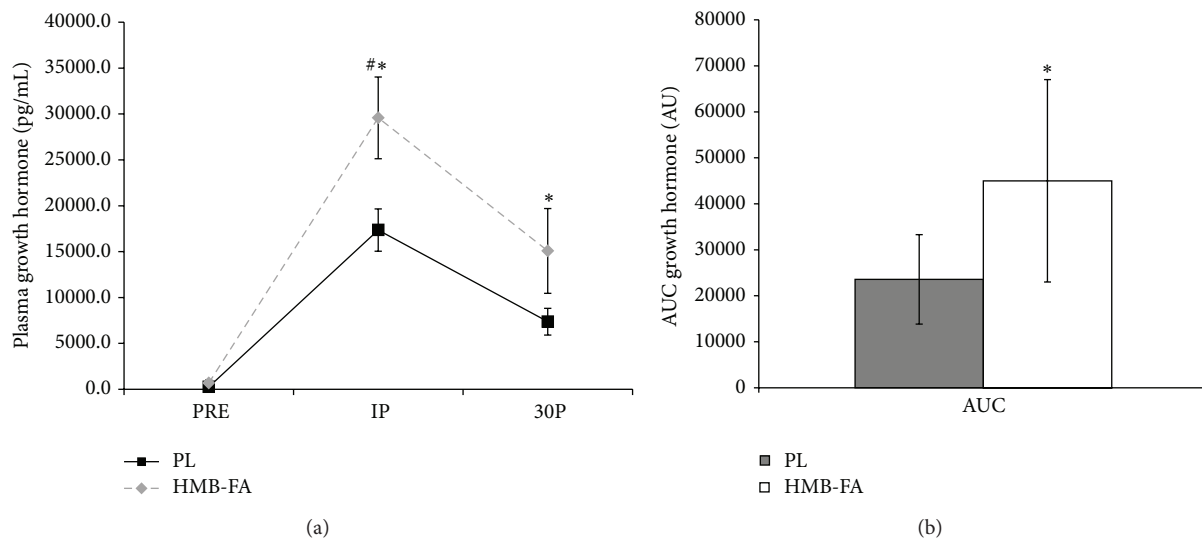 Plasma growth hormone (pg/mL)
40000.0
35000.0
30000.0
25000.0
20000.0
15000.0
10000.0
5000.0
0.0
#*
*
PRE
IP
30P
PL
HMB-FA
(a)
AUC growth hormone (AU)
80000
70000
60000
50000
40000
30000
20000
10000
0
*
AUC
PL
HMB-FA
(b)